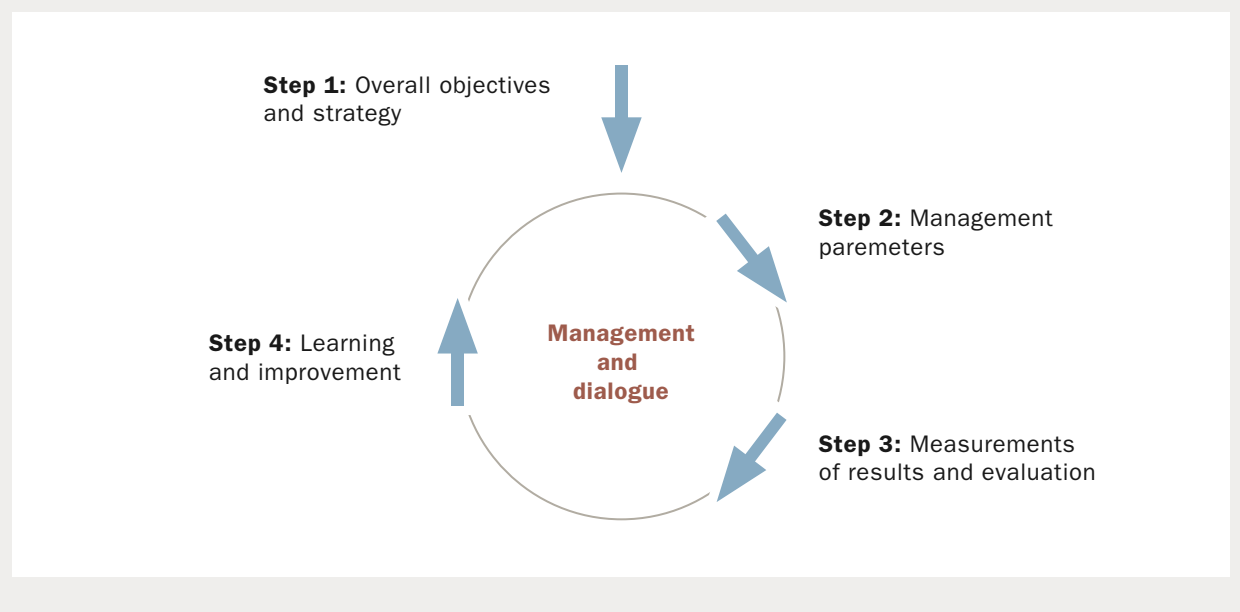 Step 1: Overall objectives
and strategy
Step 2: Management
paremeters
Management
and
dialogue
Step 4: Learning
and improvement
Step 3: Measurements
of results and evaluation